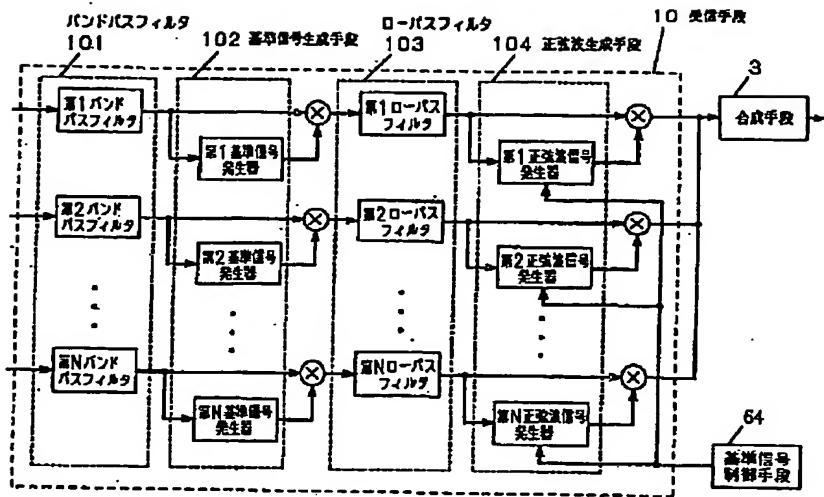 バンドパスフィルタ
101
102 基準信号生成手段
ローパスフィルタ
103
104 正弦波生成手段
10 受信手段
3
合成手段
第1バンド
パスフィルタ
第1基準信号
発生器
第1ローパス
フィルタ
第1正弦波信号
発生器
第2バンド
パスフィルタ
第2基準信号
発生器
第2ローパス
フィルタ
第2正弦波信号
発生器
第Nバンド
パスフィルタ
第N基準信号
発生器
第Nローパス
フィルタ
第N正弦波信号
発生器
64
基準信号
制御手段